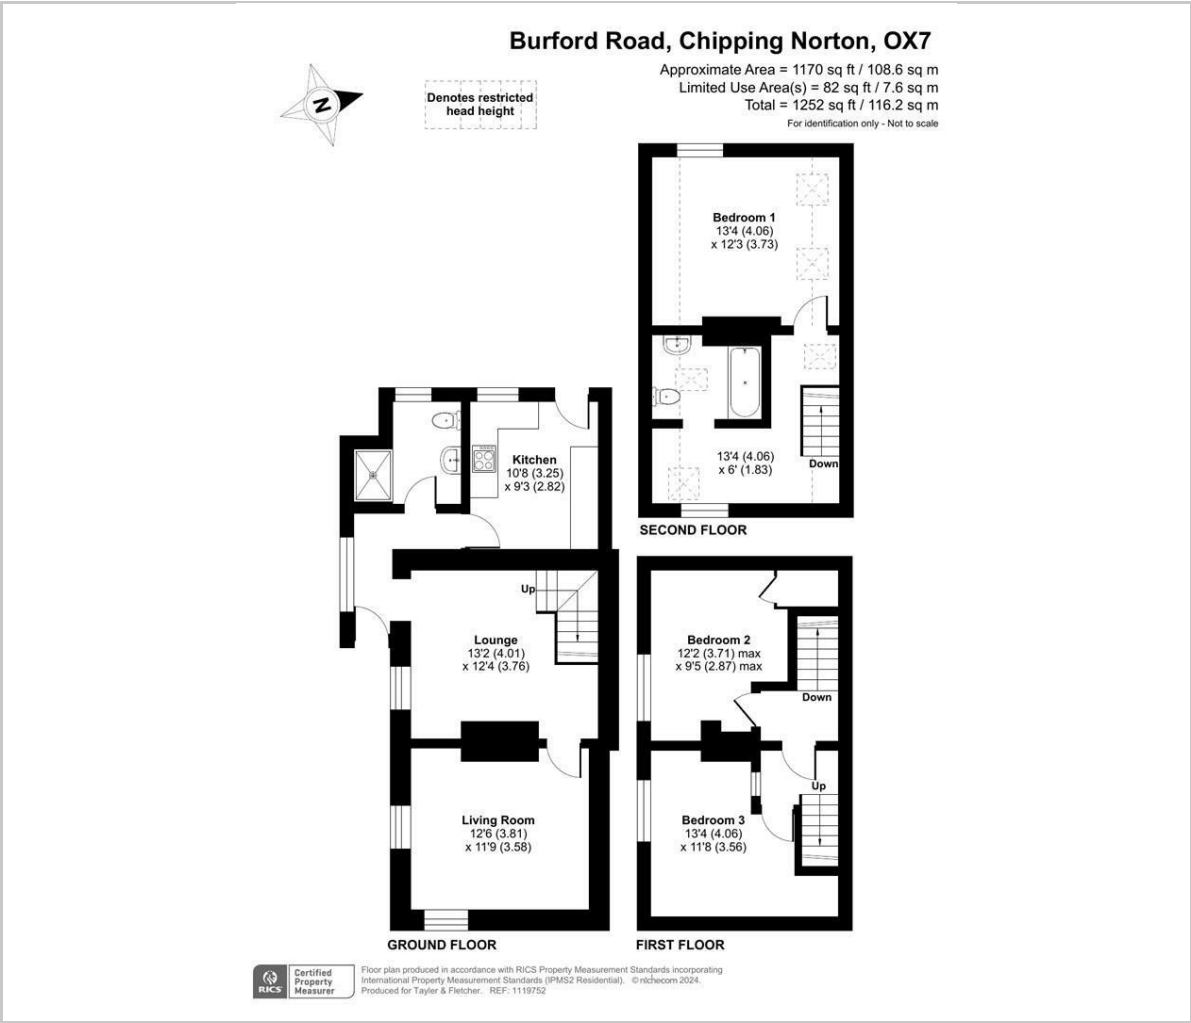 Burford Road, Chipping Norton, OX7
Approximate Area = 1170 sq ft / 108.6 sq m
Limited Use Area(s) = 82 sq ft / 7.6 sq m
Total = 1252 sq ft / 116.2 sq m
For identification only - Not to scale
N
Denotes restricted
head height
Bedroom 1
13'4 (4.06)
x 12'3 (3.73)
13'4 (4.06)
x 6' (1.83)
Down
SECOND FLOOR
Kitchen
10'8 (3.25)
x 9'3 (2.82)
Up
Lounge
13'2 (4.01)
x 12'4 (3.76)
Living Room
12'6 (3.81)
x 11'9 (3.58)
GROUND FLOOR
Bedroom 2
12'2 (3.71) max
x 9'5 (2.87) max
Down
Up
Bedroom 3
13'4 (4.06)
x 11'8 (3.56)
FIRST FLOOR
RICS
Certified
Property
Measurer
Floor plan produced in accordance with RICS Property Measurement Standards incorporating
International Property Measurement Standards (IPMS2 Residential). © nichecom 2024.
Produced for Tayler & Fletcher. REF: 1119752